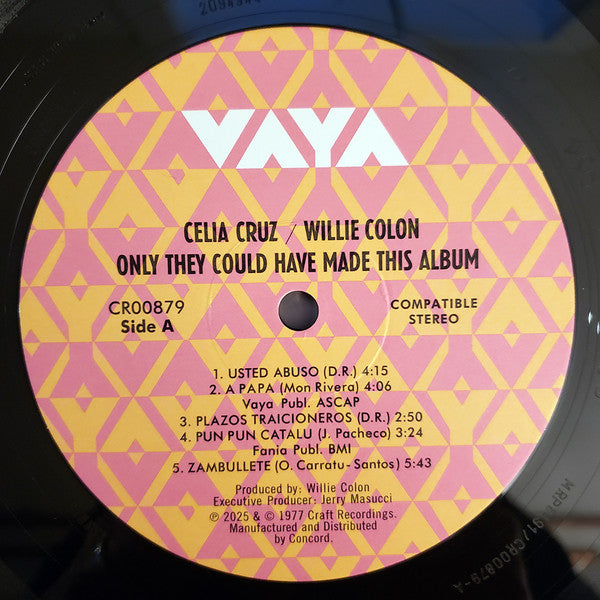 VAYA
CELIA CRUZ / WILLIE COLON
ONLY THEY COULD HAVE MADE THIS ALBUM
CR00879
Side A
COMPATIBLE
STEREO
1. USTED ABUSO (D.R.) 4:15
2. A PAPA (Mon Rivera) 4:06
Vaya Publ. ASCAP
3. PLAZOS TRAICIONEROS (D.R.) 2:50
4. PUN PUN CATALU (J. Pacheco) 3:24
Fania Publ. BMI
5. ZAMBULLETE (O. Carratu-Santos) 5:43
Produced by: Willie Colon
Executive Producer: Jerry Masucci
℗ 2025 & © 1977 Craft Recordings.
Manufactured and Distributed
by Concord.